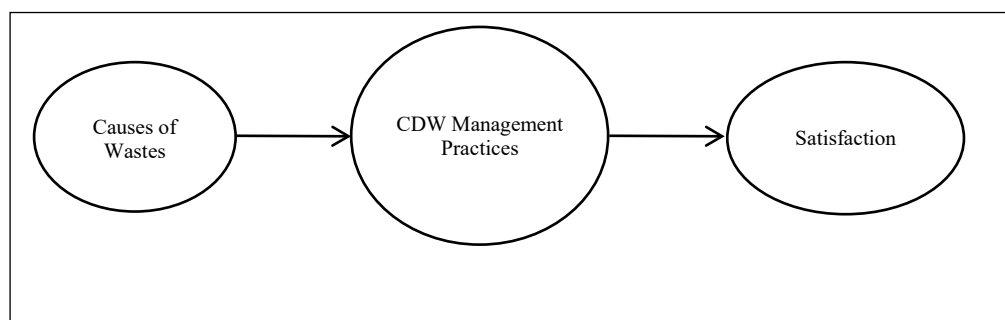 Causes of
Wastes
CDW Management
Practices
Satisfaction